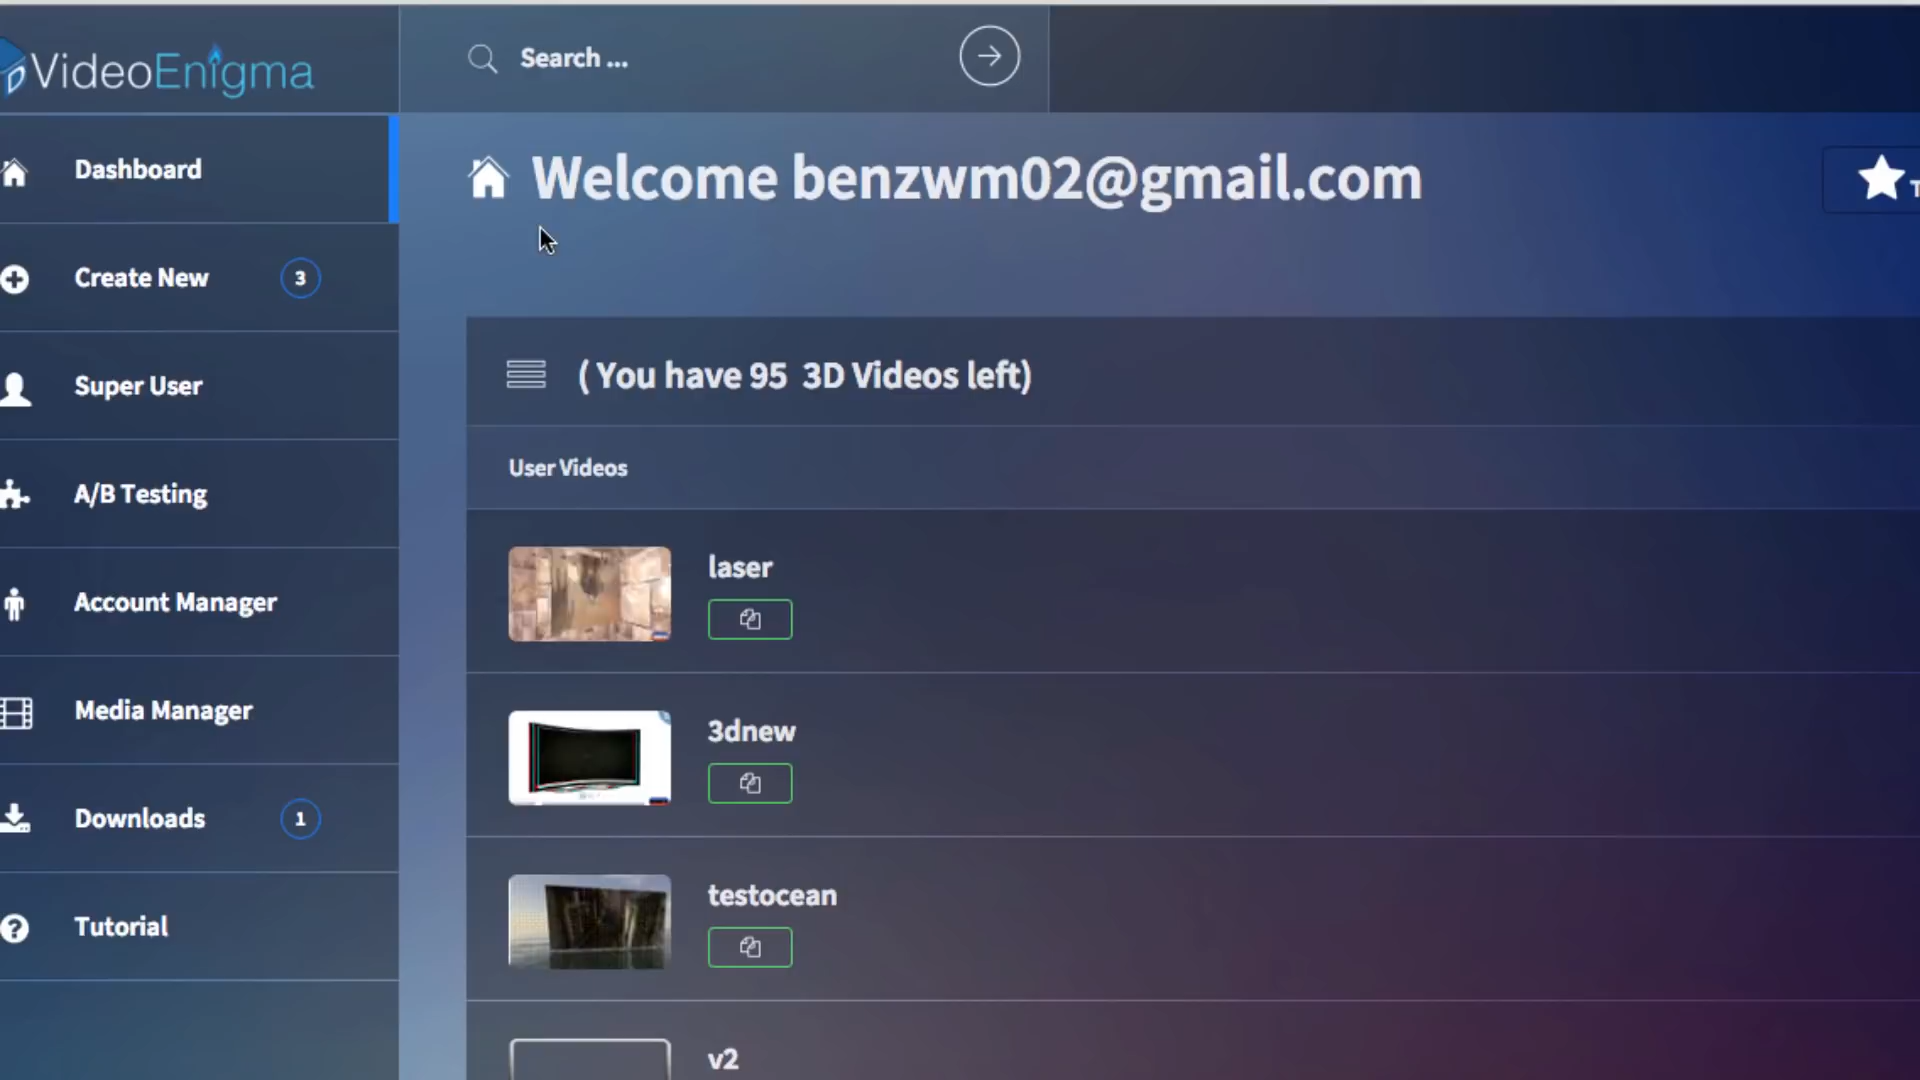 VideoEnigma
Search ...
Dashboard
Welcome benzwm02@gmail.com
Create New 3
Super User
( You have 95 3D Videos left)
User Videos
A/B Testing
laser
Account Manager
Media Manager
3dnew
Downloads 1
testocean
Tutorial
v2